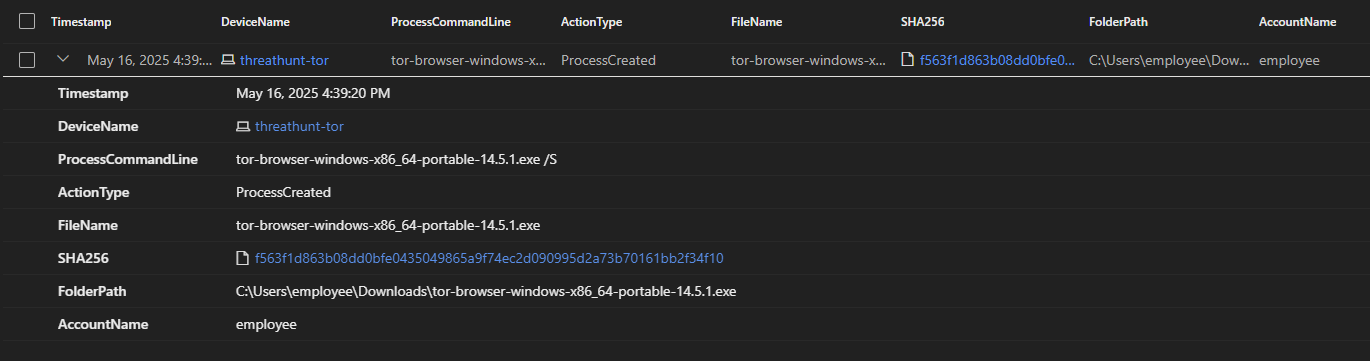 Timestamp DeviceName ProcessCommandLine ActionType FileName SHA256 FolderPath AccountName
May 16, 2025 4:39:... threathunt-tor tor-browser-windows-x... ProcessCreated tor-browser-windows-x... f563f1d863b08dd0bfe0... C:\Users\employee\Dow... employee
Timestamp May 16, 2025 4:39:20 PM
DeviceName threathunt-tor
ProcessCommandLine tor-browser-windows-x86_64-portable-14.5.1.exe /S
ActionType ProcessCreated
FileName tor-browser-windows-x86_64-portable-14.5.1.exe
SHA256 f563f1d863b08dd0bfe0435049865a9f74ec2d090995d2a73b70161bb2f34f10
FolderPath C:\Users\employee\Downloads\tor-browser-windows-x86_64-portable-14.5.1.exe
AccountName employee